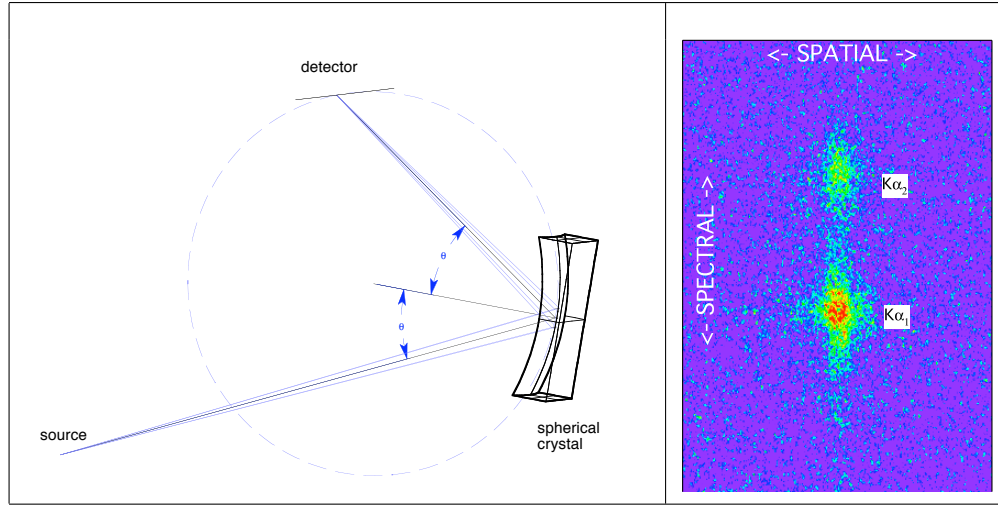 detector
θ
θ
source
spherical
crystal
<- SPATIAL ->
<- SPECTRAL ->
Kα₂
Kα₁